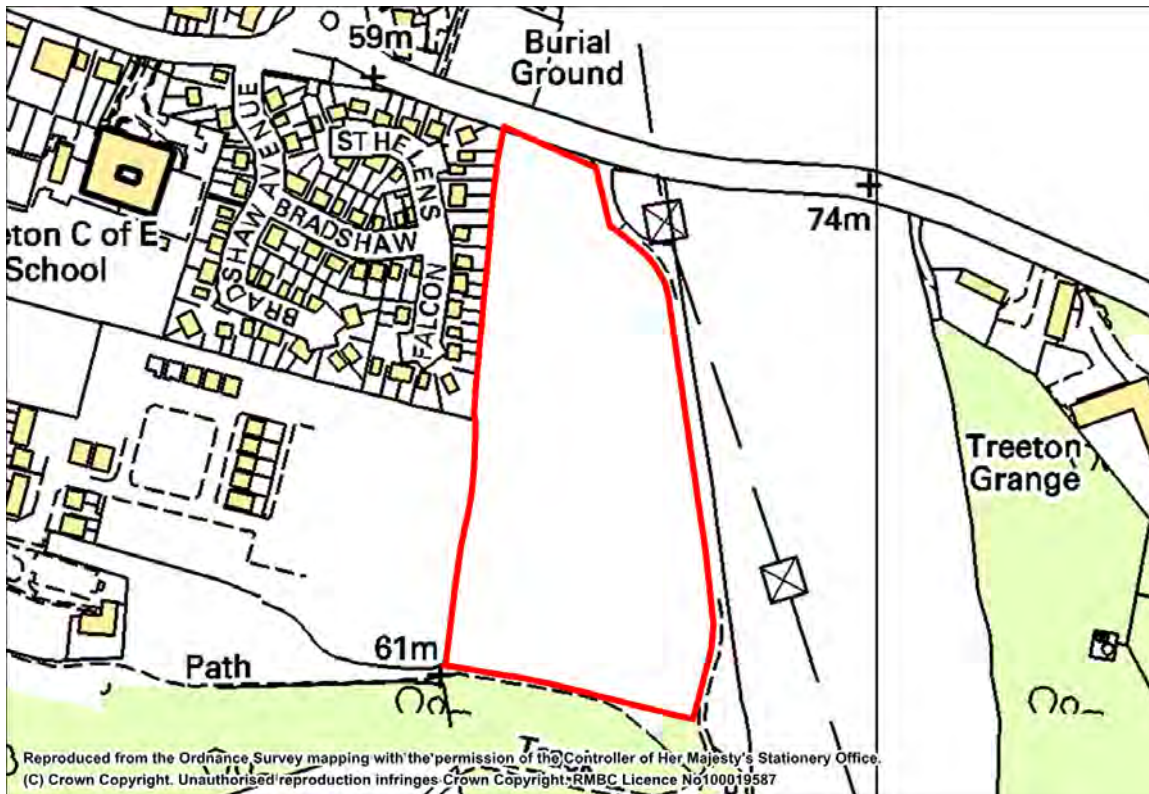 59m
Burial
Ground
BRADSHAW AVENUE
ST HELENS
BRADSHAW
FALCON
74m
eton C of E
School
Treeton
Grange
61m
Path
Reproduced from the Ordnance Survey mapping with the permission of the Controller of Her Majesty's Stationery Office.
(C) Crown Copyright. Unauthorised reproduction infringes Crown Copyright. RMBC Licence No100019587